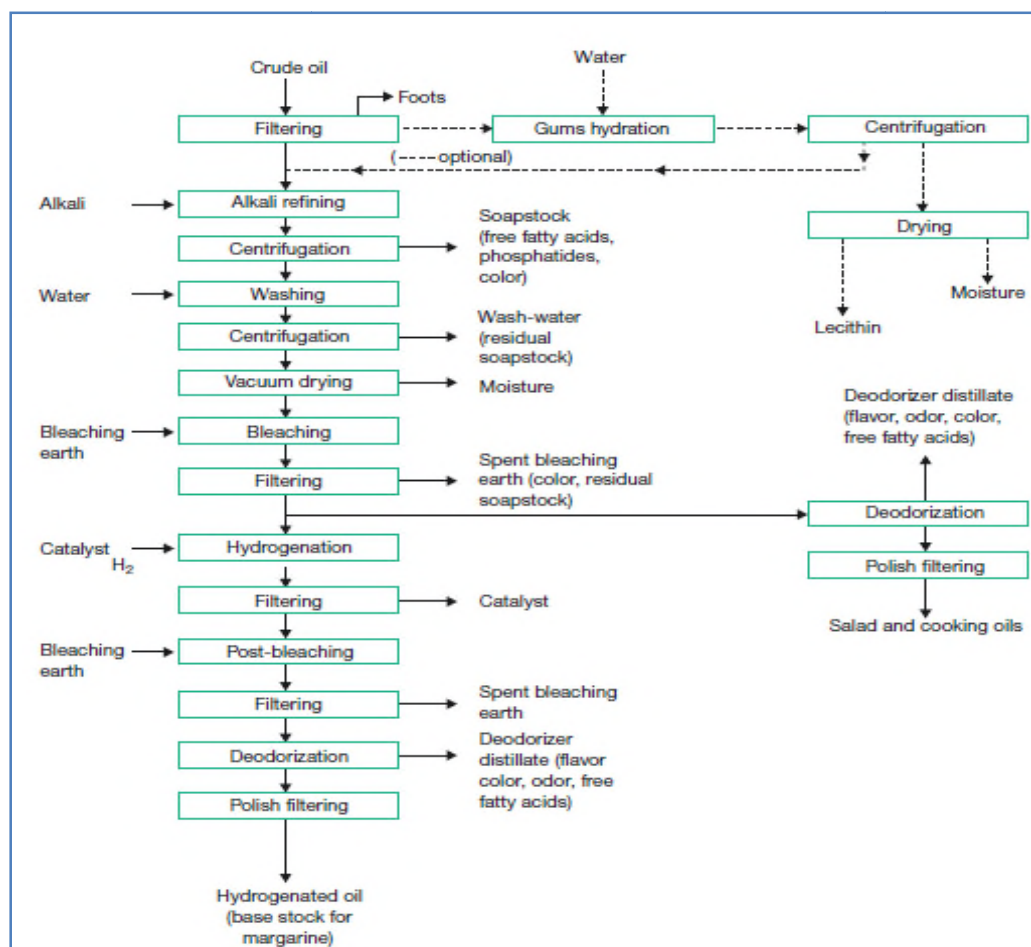 Water
Crude oil
Foots
Filtering
Gums hydration
Centrifugation
(----optional)
Alkali
Alkali refining
Soapstock
(free fatty acids,
phosphatides,
color)
Centrifugation
Drying
Water
Washing
Moisture
Lecithin
Centrifugation
Wash-water
(residual
soapstock)
Vacuum drying
Moisture
Deodorizer distillate
(flavor, odor, color,
free fatty acids)
Bleaching
earth
Bleaching
Filtering
Spent bleaching
earth (color, residual
soapstock)
Deodorization
Catalyst
H2
Hydrogenation
Polish filtering
Filtering
Catalyst
Salad and cooking oils
Bleaching
earth
Post-bleaching
Filtering
Spent bleaching
earth
Deodorization
Deodorizer
distillate (flavor
color, odor, free
fatty acids)
Polish filtering
Hydrogenated oil
(base stock for
margarine)